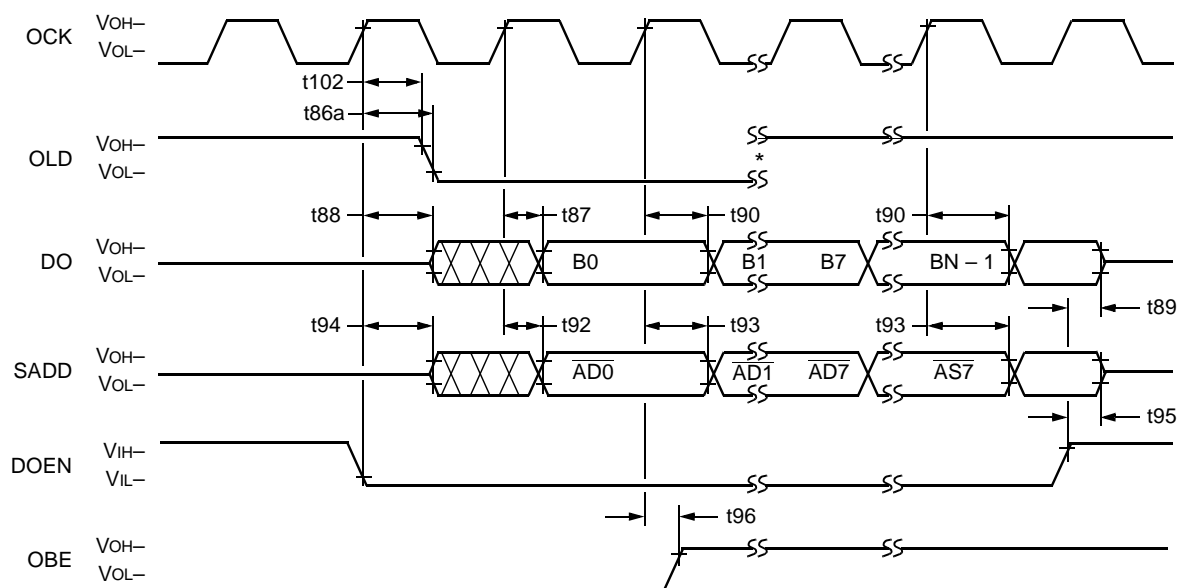 OCK VOH–
VOL–
t102
t86a
OLD VOH–
VOL–
*
t88 t87 t90 t90
DO VOH–
VOL–
B0 B1 B7 BN – 1
t89
t94 t92 t93 t93
SADD VOH–
VOL–
AD0 AD1 AD7 AS7
t95
DOEN VIH–
VIL–
t96
OBE VOH–
VOL–